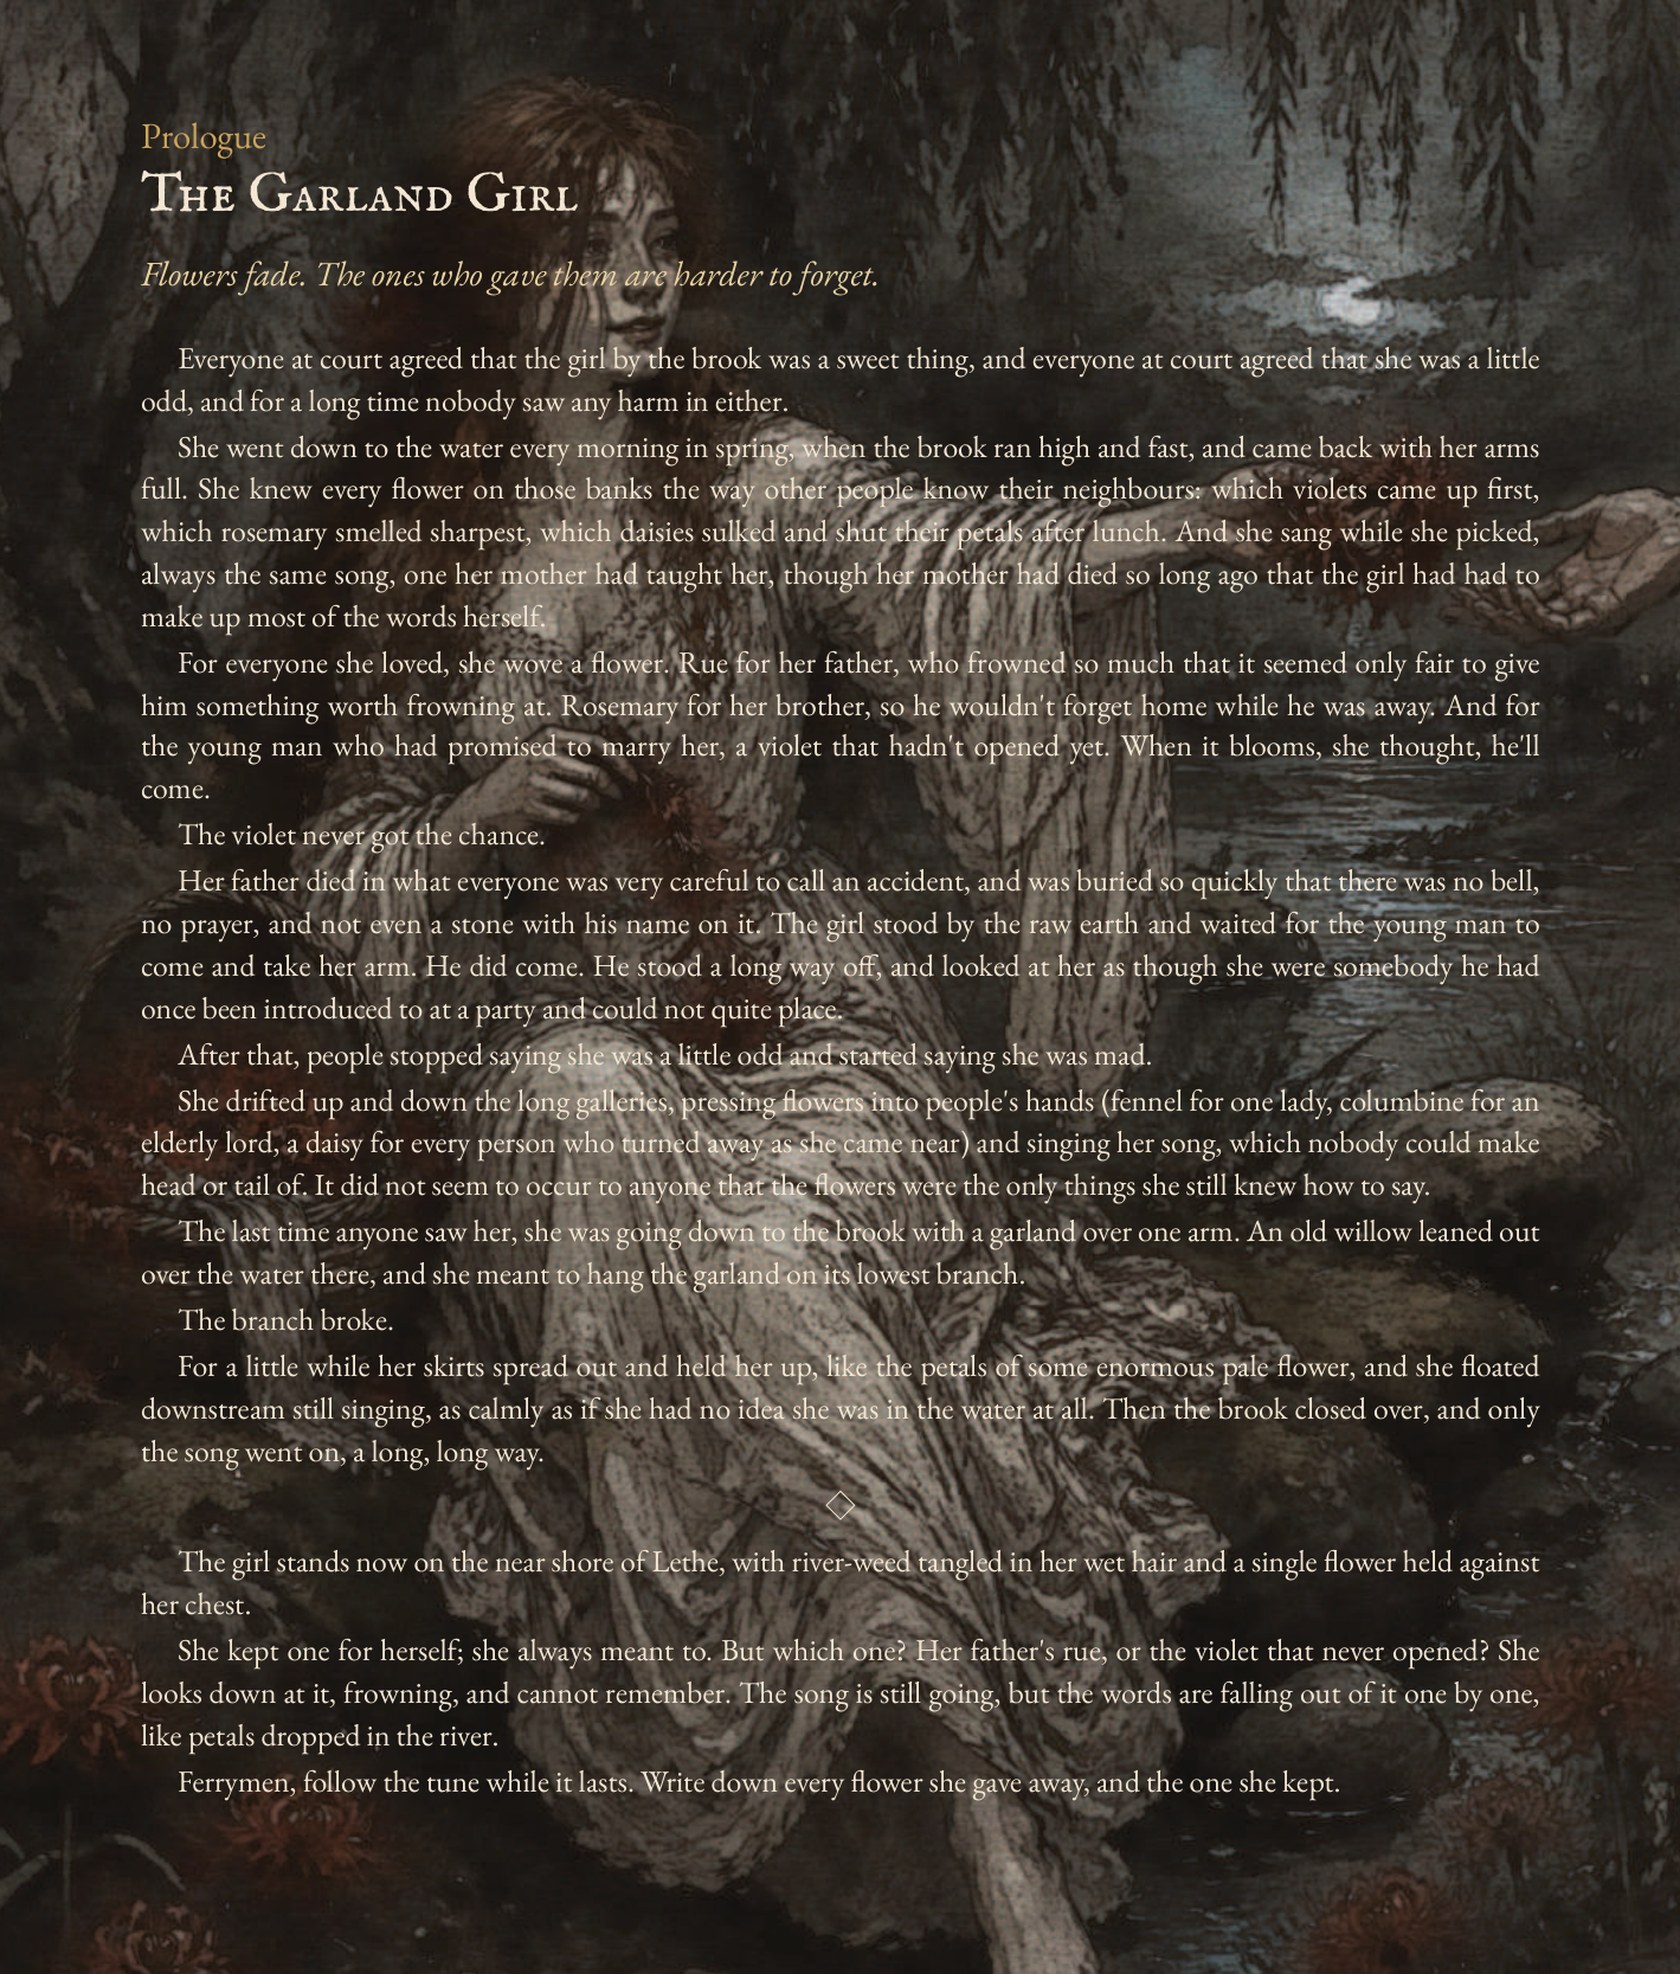 Prologue
The Garland Girl
Flowers fade. The ones who gave them are harder to forget.
Everyone at court agreed that the girl by the brook was a sweet thing, and everyone at court agreed that she was a little
odd, and for a long time nobody saw any harm in either.
She went down to the water every morning in spring, when the brook ran high and fast, and came back with her arms
full. She knew every flower on those banks the way other people know their neighbours: which violets came up first,
which rosemary smelled sharpest, which daisies sulked and shut their petals after lunch. And she sang while she picked,
always the same song, one her mother had taught her, though her mother had died so long ago that the girl had had to
make up most of the words herself.
For everyone she loved, she wove a flower. Rue for her father, who frowned so much that it seemed only fair to give
him something worth frowning at. Rosemary for her brother, so he wouldn't forget home while he was away. And for
the young man who had promised to marry her, a violet that hadn't opened yet. When it blooms, she thought, he'll
come.
The violet never got the chance.
Her father died in what everyone was very careful to call an accident, and was buried so quickly that there was no bell,
no prayer, and not even a stone with his name on it. The girl stood by the raw earth and waited for the young man to
come and take her arm. He did come. He stood a long way off, and looked at her as though she were somebody he had
once been introduced to at a party and could not quite place.
After that, people stopped saying she was a little odd and started saying she was mad.
She drifted up and down the long galleries, pressing flowers into people's hands (fennel for one lady, columbine for an
elderly lord, a daisy for every person who turned away as she came near) and singing her song, which nobody could make
head or tail of. It did not seem to occur to anyone that the flowers were the only things she still knew how to say.
The last time anyone saw her, she was going down to the brook with a garland over one arm. An old willow leaned out
over the water there, and she meant to hang the garland on its lowest branch.
The branch broke.
For a little while her skirts spread out and held her up, like the petals of some enormous pale flower, and she floated
downstream still singing, as calmly as if she had no idea she was in the water at all. Then the brook closed over, and only
the song went on, a long, long way.
The girl stands now on the near shore of Lethe, with river-weed tangled in her wet hair and a single flower held against
her chest.
She kept one for herself; she always meant to. But which one? Her father's rue, or the violet that never opened? She
looks down at it, frowning, and cannot remember. The song is still going, but the words are falling out of it one by one,
like petals dropped in the river.
Ferrymen, follow the tune while it lasts. Write down every flower she gave away, and the one she kept.